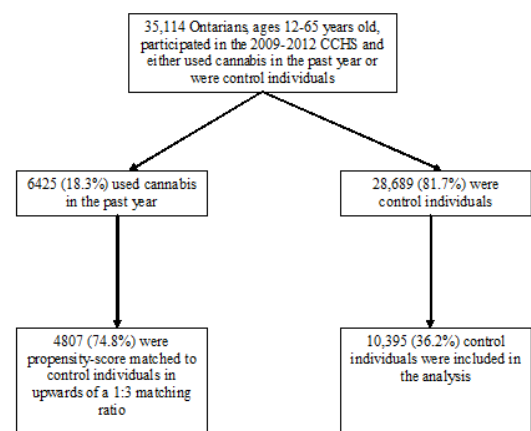 35,114 Ontarians, ages 12-65 years old,
participated in the 2009-2012 CCHS and
either used cannabis in the past year or
were control individuals
6425 (18.3%) used cannabis
in the past year
28,689 (81.7%) were
control individuals
4807 (74.8%) were
propensity-score matched to
control individuals in
upwards of a 1:3 matching
ratio
10,395 (36.2%) control
individuals were included in
the analysis